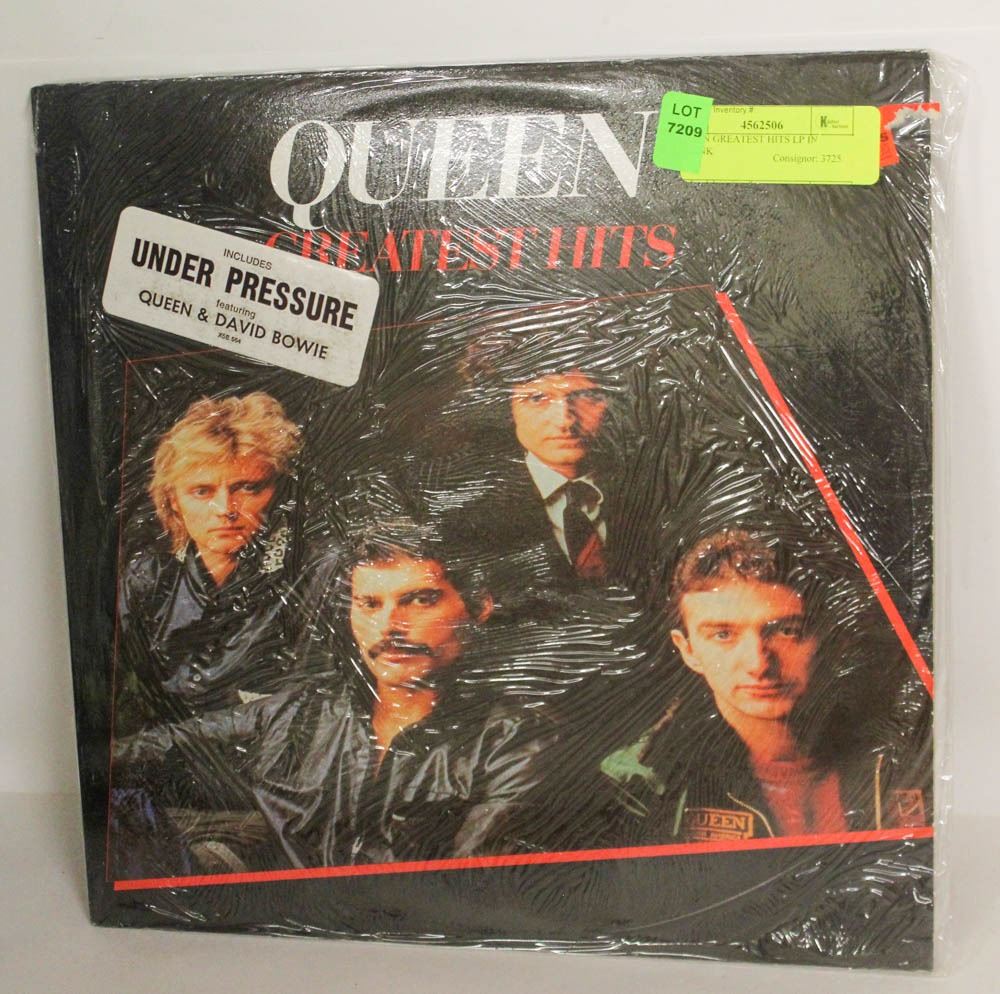 QUEEN
GREATEST HITS
LOT
7209
Inventory #
4562506
GREATEST HITS LP IN
Consignor: 3725
INCLUDES
UNDER PRESSURE
featuring
QUEEN & DAVID BOWIE
QUEEN